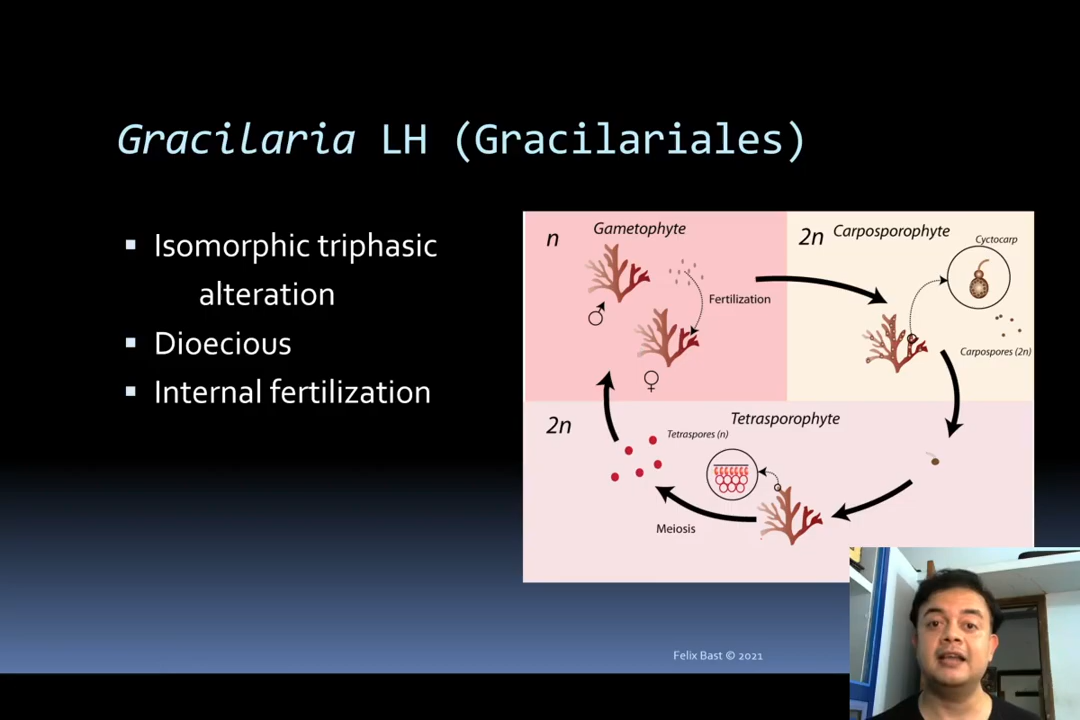 Gracilaria LH (Gracilariales)
Isomorphic triphasic
alteration
Dioecious
Internal fertilization
n
Gametophyte
♂
♀
Fertilization
2n
Carposporophyte
Cyctocarp
Carpospores (2n)
2n
Tetrasporophyte
Tetraspores (n)
Meiosis
Felix Bast © 2021